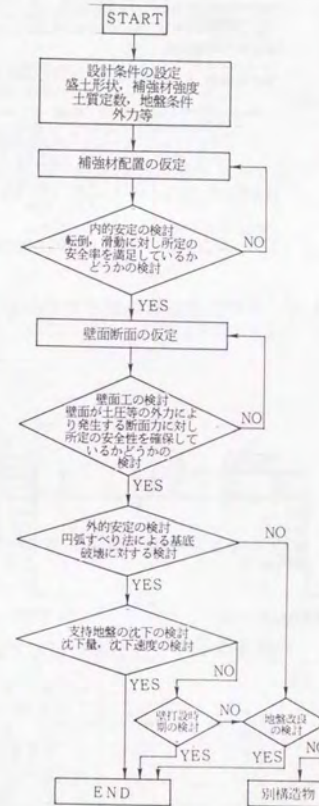 START
設計条件の設定
盛土形状，補強材強度
土質定数，地盤条件
外力等
補強材配置の仮定
内的安定の検討
転倒，滑動に対し所定の
安全率を満足しているか
どうかの検討
NO
YES
壁面断面の仮定
壁面工の検討
壁面が土圧等の外力によ
り発生する断面力に対し
所定の安全性を確保して
いるかどうかの
検討
NO
YES
外的安定の検討
円弧すべり法による基底
破壊に対する検討
NO
YES
支持地盤の沈下の検討
沈下量，沈下速度の検討
NO
YES
壁打設時
期の検討
NO
地盤改良
の検討
NO
YES
YES
END
別構造物